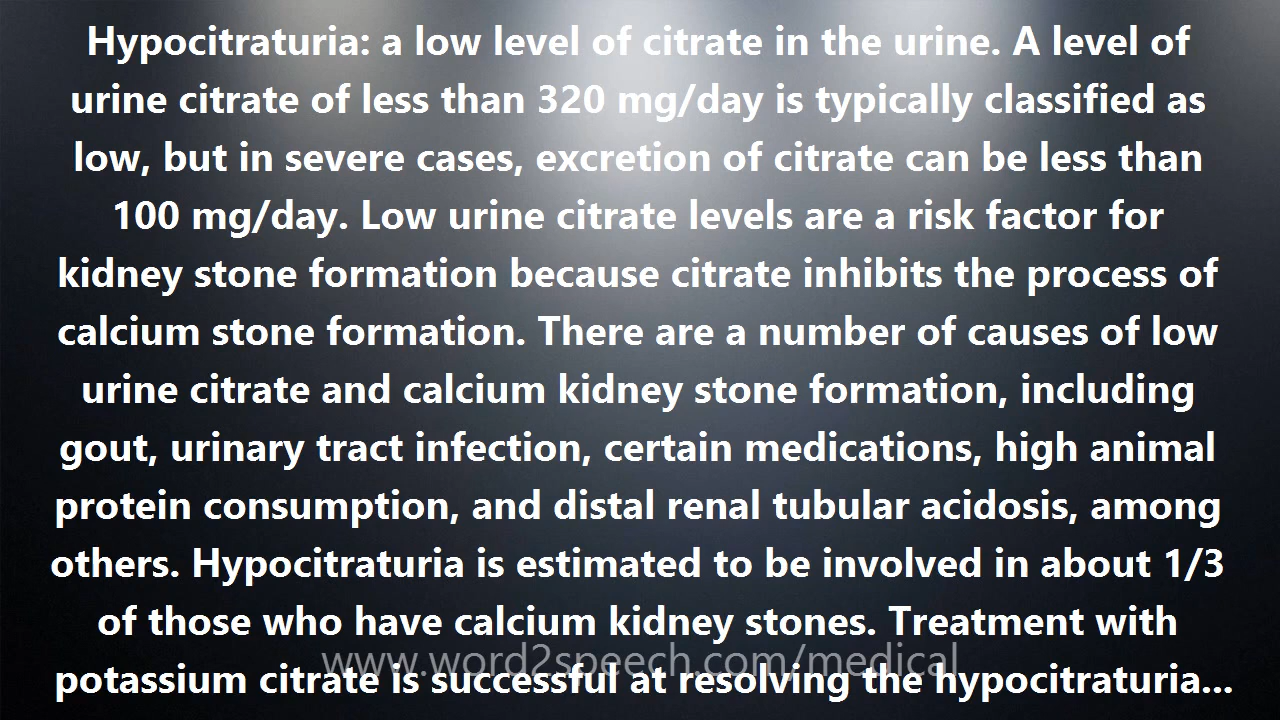 Hypocitraturia: a low level of citrate in the urine. A level of
urine citrate of less than 320 mg/day is typically classified as
low, but in severe cases, excretion of citrate can be less than
100 mg/day. Low urine citrate levels are a risk factor for
kidney stone formation because citrate inhibits the process of
calcium stone formation. There are a number of causes of low
urine citrate and calcium kidney stone formation, including
gout, urinary tract infection, certain medications, high animal
protein consumption, and distal renal tubular acidosis, among
others. Hypocitraturia is estimated to be involved in about 1/3
of those who have calcium kidney stones. Treatment with
www.word2speech.com/medical
potassium citrate is successful at resolving the hypocitraturia...